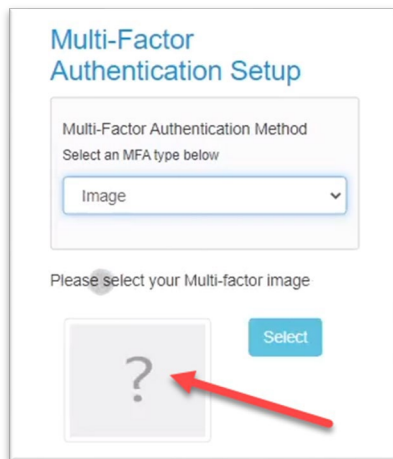 Multi-Factor
Authentication Setup
Multi-Factor Authentication Method
Select an MFA type below
Image
Please select your Multi-factor image
Select
?